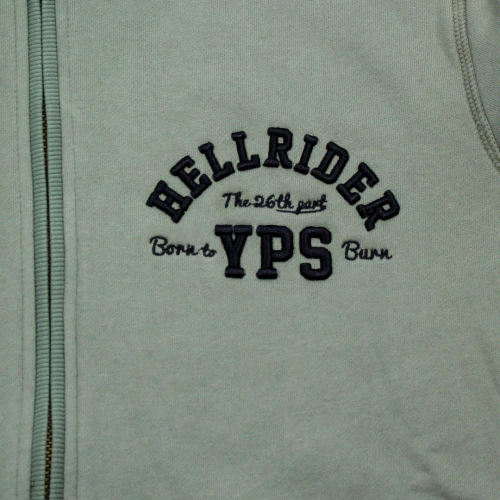 HELLRIDER
The 26th part
Born to YPS Burn